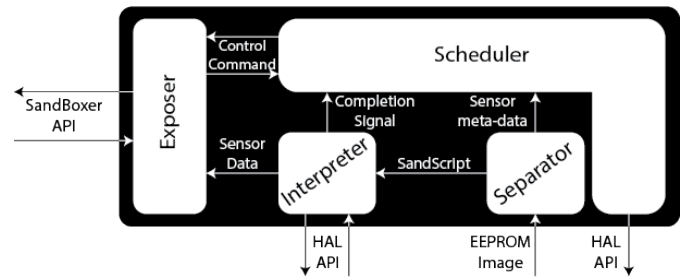 Control
Command
Scheduler
SandBoxer
API
Exposer
Completion
Signal
Sensor
meta-data
Sensor
Data
Interpreter
SandScript
Separator
HAL
API
EEPROM
Image
HAL
API